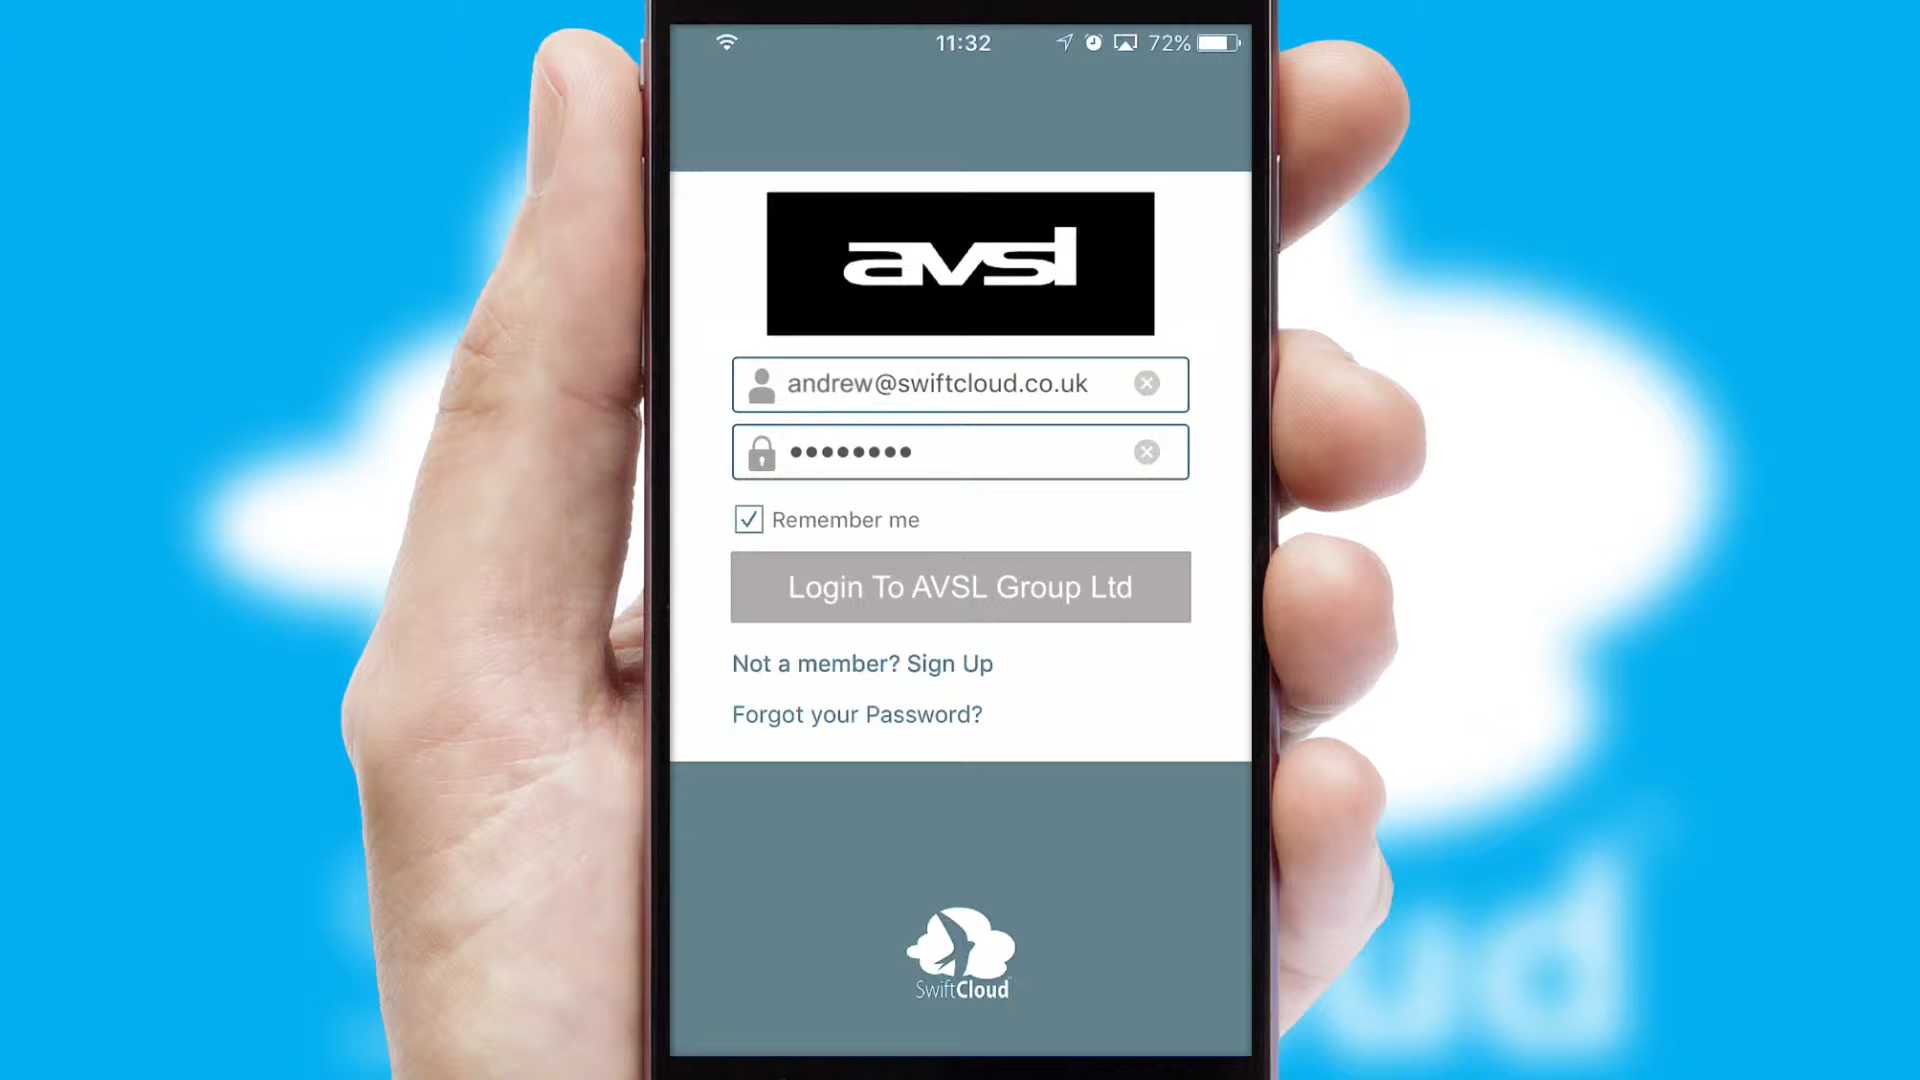 11:32
72%
avsl
andrew@swiftcloud.co.uk
Remember me
Login To AVSL Group Ltd
Not a member? Sign Up
Forgot your Password?
SwiftCloud